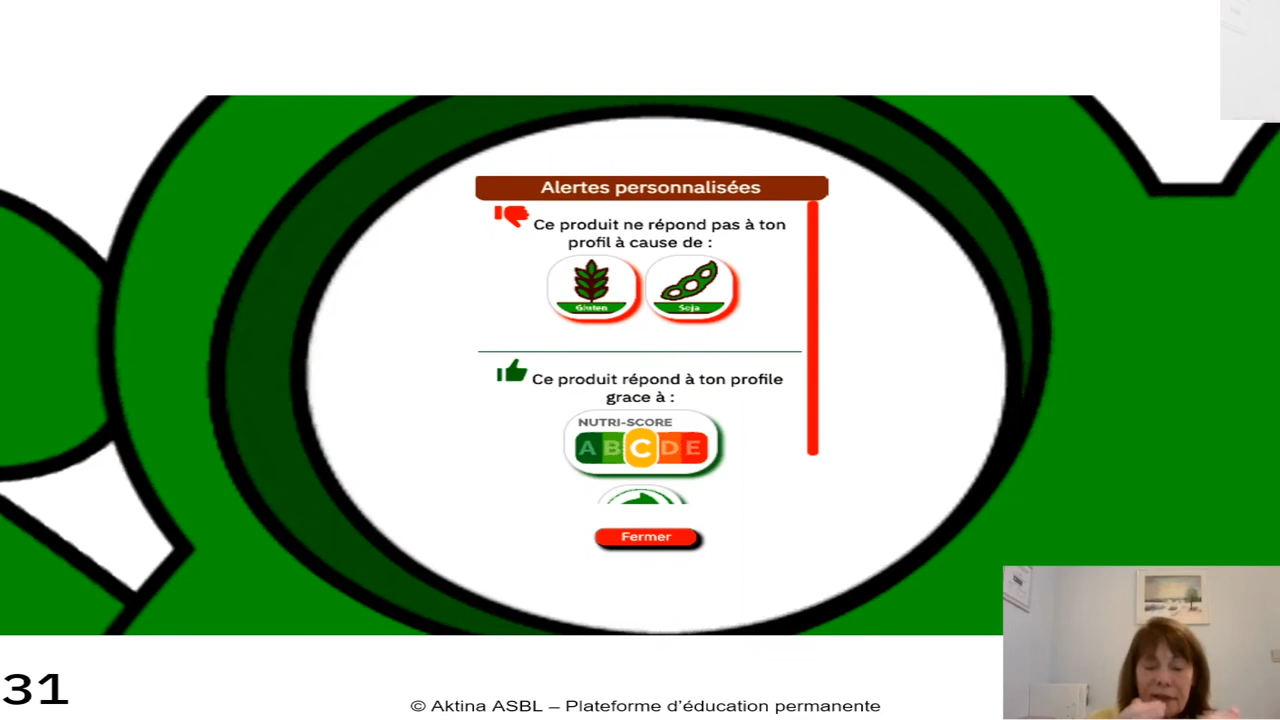 Alertes personnalisées
Ce produit ne répond pas à ton
profil à cause de :
Gluten
Soja
Ce produit répond à ton profile
grace à :
NUTRI-SCORE
A B C D E
Fermer
31
© Aktina ASBL – Plateforme d'éducation permanente